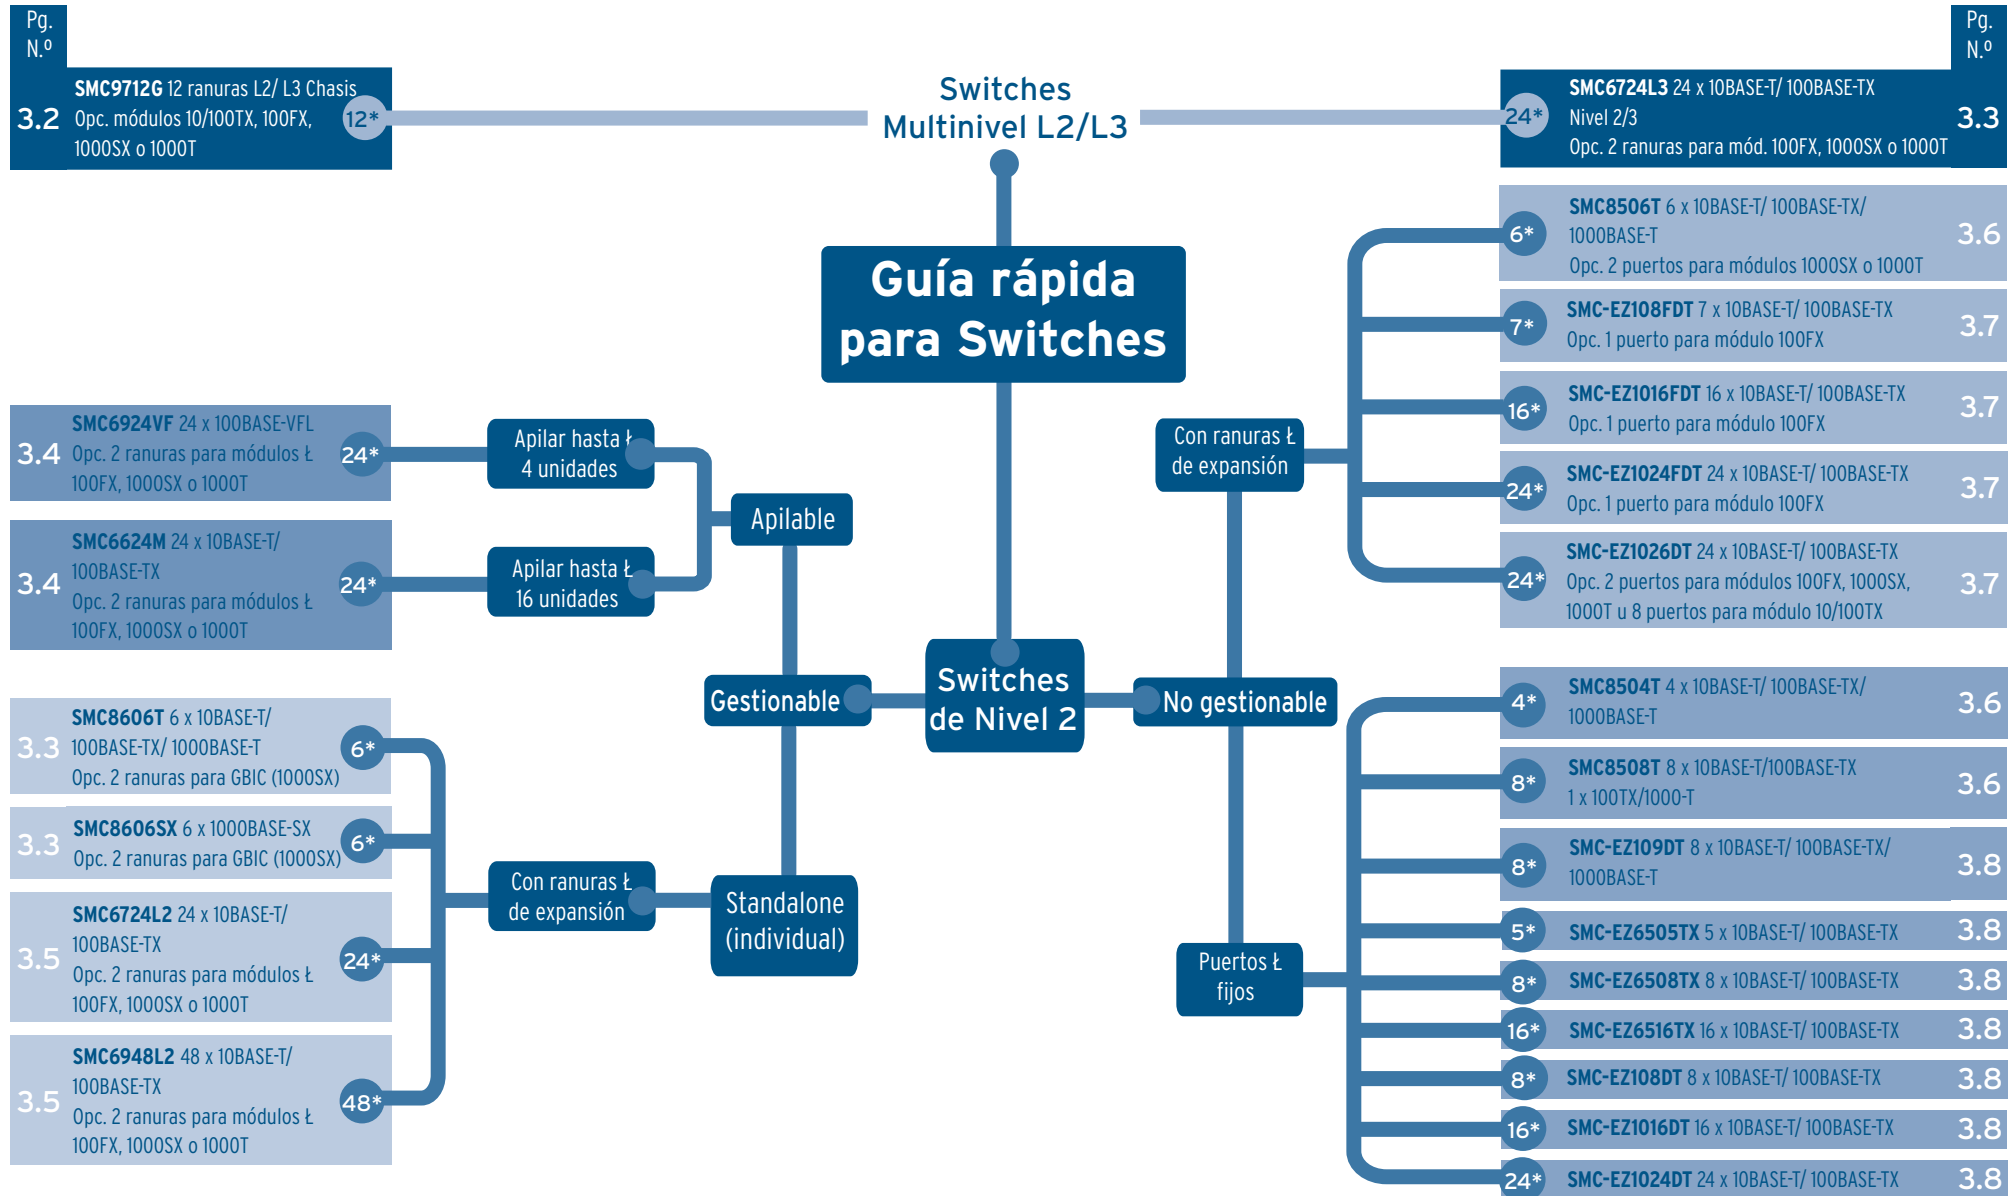 Pg.
N.º
3.2
SMC9712G 12 ranuras L2/ L3 Chasis
Opc. módulos 10/100TX, 100FX,
1000SX o 1000T
12*
Switches
Multinivel L2/L3
Pg.
N.º
24*
SMC6724L3 24 x 10BASE-T/ 100BASE-TX
Nivel 2/3
Opc. 2 ranuras para mód. 100FX, 1000SX o 1000T
3.3
Guía rápida
para Switches
3.4
SMC6924VF 24 x 100BASE-VFL
Opc. 2 ranuras para módulos Ł
100FX, 1000SX o 1000T
24*
Apilar hasta Ł
4 unidades
3.4
SMC6624M 24 x 10BASE-T/
100BASE-TX
Opc. 2 ranuras para módulos Ł
100FX, 1000SX o 1000T
24*
Apilar hasta Ł
16 unidades
Apilable
Gestionable
Switches
de Nivel 2
No gestionable
3.3
SMC8606T 6 x 10BASE-T/
100BASE-TX/ 1000BASE-T
Opc. 2 ranuras para GBIC (1000SX)
6*
3.3
SMC8606SX 6 x 1000BASE-SX
Opc. 2 ranuras para GBIC (1000SX)
6*
3.5
SMC6724L2 24 x 10BASE-T/
100BASE-TX
Opc. 2 ranuras para módulos Ł
100FX, 1000SX o 1000T
24*
3.5
SMC6948L2 48 x 10BASE-T/
100BASE-TX
Opc. 2 ranuras para módulos Ł
100FX, 1000SX o 1000T
48*
Con ranuras Ł
de expansión
Standalone
(individual)
Con ranuras Ł
de expansión
6*
SMC8506T 6 x 10BASE-T/ 100BASE-TX/
1000BASE-T
Opc. 2 puertos para módulos 1000SX o 1000T
3.6
7*
SMC-EZ108FDT 7 x 10BASE-T/ 100BASE-TX
Opc. 1 puerto para módulo 100FX
3.7
16*
SMC-EZ1016FDT 16 x 10BASE-T/ 100BASE-TX
Opc. 1 puerto para módulo 100FX
3.7
24*
SMC-EZ1024FDT 24 x 10BASE-T/ 100BASE-TX
Opc. 1 puerto para módulo 100FX
3.7
24*
SMC-EZ1026DT 24 x 10BASE-T/ 100BASE-TX
Opc. 2 puertos para módulos 100FX, 1000SX,
1000T u 8 puertos para módulo 10/100TX
3.7
Puertos Ł
fijos
4*
SMC8504T 4 x 10BASE-T/ 100BASE-TX/
1000BASE-T
3.6
8*
SMC8508T 8 x 10BASE-T/100BASE-TX
1 x 100TX/1000-T
3.6
8*
SMC-EZ109DT 8 x 10BASE-T/ 100BASE-TX/
1000BASE-T
3.8
5*
SMC-EZ6505TX 5 x 10BASE-T/ 100BASE-TX
3.8
8*
SMC-EZ6508TX 8 x 10BASE-T/ 100BASE-TX
3.8
16*
SMC-EZ6516TX 16 x 10BASE-T/ 100BASE-TX
3.8
8*
SMC-EZ108DT 8 x 10BASE-T/ 100BASE-TX
3.8
16*
SMC-EZ1016DT 16 x 10BASE-T/ 100BASE-TX
3.8
24*
SMC-EZ1024DT 24 x 10BASE-T/ 100BASE-TX
3.8